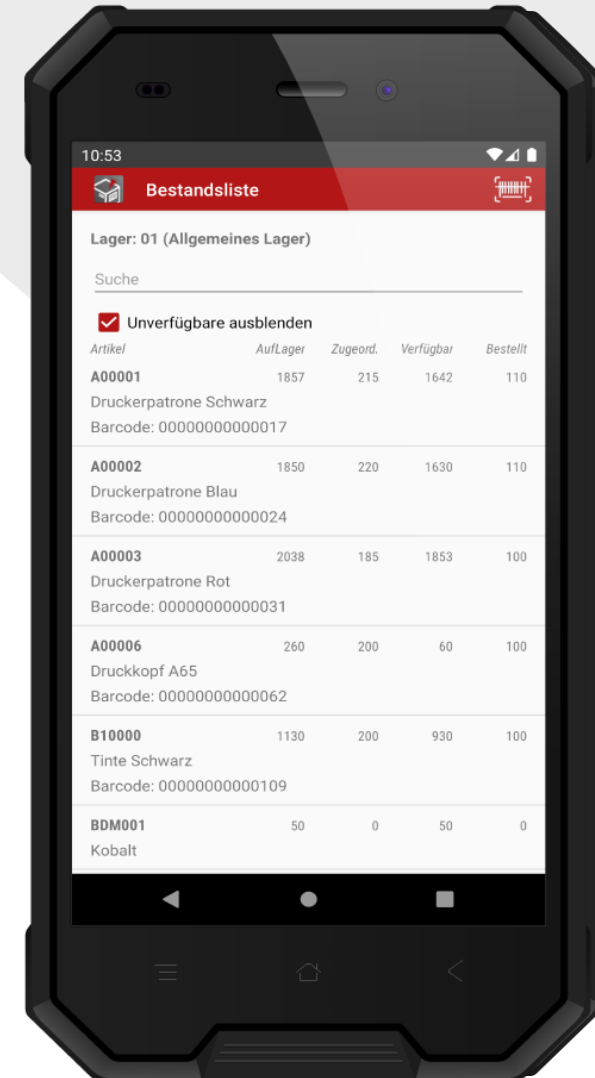 10:53
Bestandsliste
Lager: 01 (Allgemeines Lager)
Suche
Unverfügbare ausblenden
Artikel AufLager Zugeord. Verfügbar Bestellt
A00001 1857 215 1642 110
Druckerpatrone Schwarz
Barcode: 00000000000017
A00002 1850 220 1630 110
Druckerpatrone Blau
Barcode: 00000000000024
A00003 2038 185 1853 100
Druckerpatrone Rot
Barcode: 00000000000031
A00006 260 200 60 100
Druckkopf A65
Barcode: 00000000000062
B10000 1130 200 930 100
Tinte Schwarz
Barcode: 00000000000109
BDM001 50 0 50 0
Kobalt